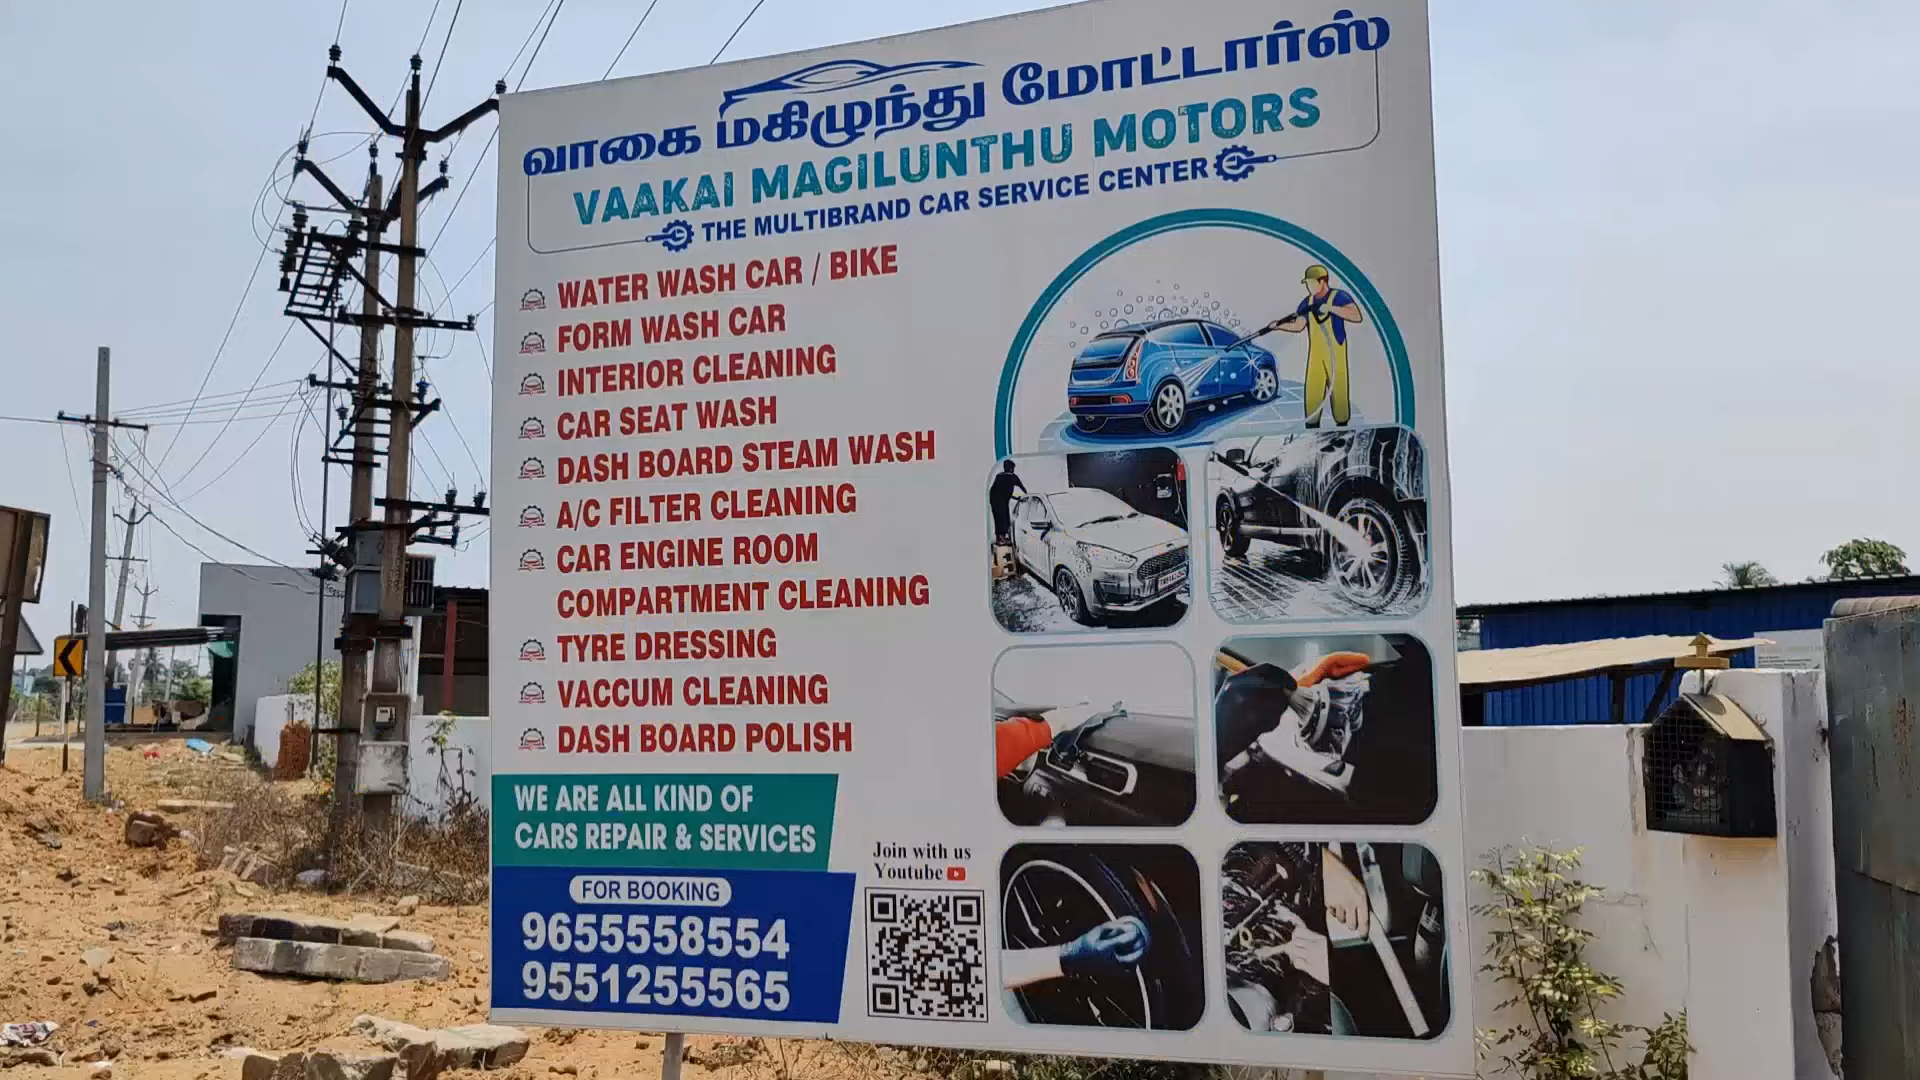 வாகை மகிழுந்து மோட்டார்ஸ்
VAAKAI MAGILUNTHU MOTORS
THE MULTIBRAND CAR SERVICE CENTER
WATER WASH CAR / BIKE
FORM WASH CAR
INTERIOR CLEANING
CAR SEAT WASH
DASH BOARD STEAM WASH
A/C FILTER CLEANING
CAR ENGINE ROOM
COMPARTMENT CLEANING
TYRE DRESSING
VACCUM CLEANING
DASH BOARD POLISH
WE ARE ALL KIND OF
CARS REPAIR & SERVICES
FOR BOOKING
9655558554
9551255565
Join with us
Youtube